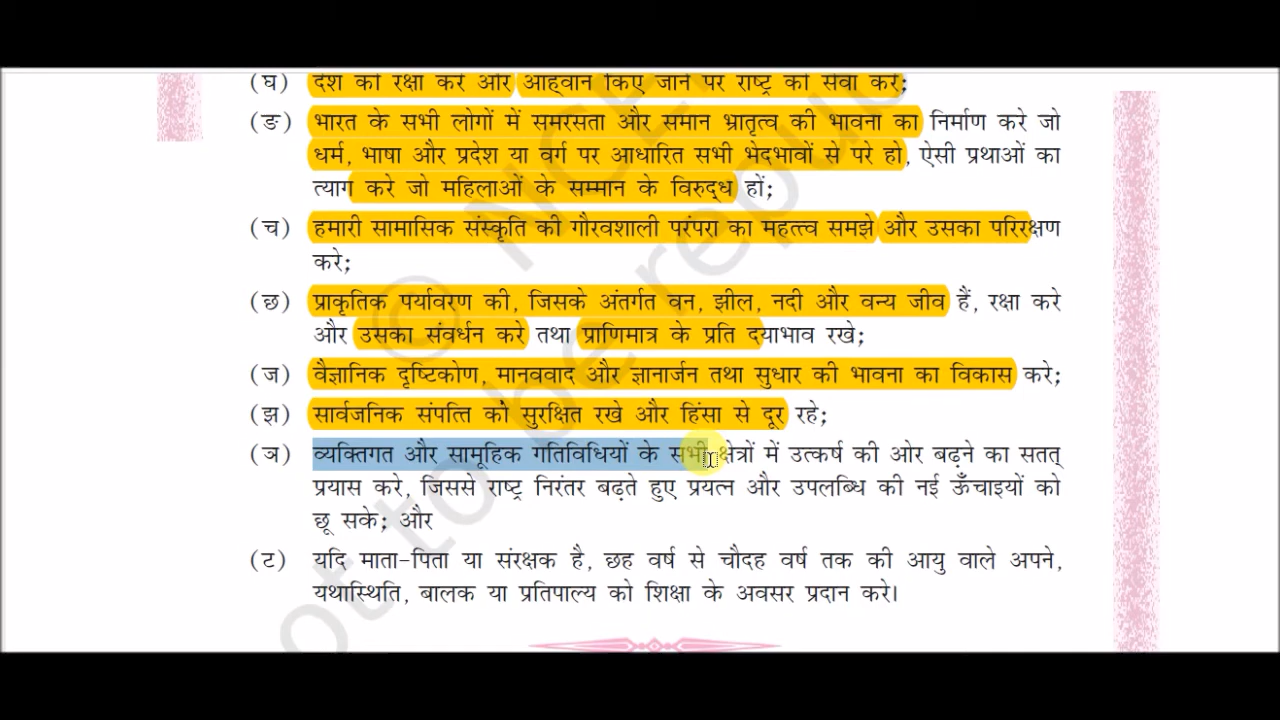 (घ) देश की रक्षा करे और आह्वान किए जाने पर राष्ट्र की सेवा करे;
(ङ) भारत के सभी लोगों में समरसता और समान भ्रातृत्व की भावना का निर्माण करे जो
धर्म, भाषा और प्रदेश या वर्ग पर आधारित सभी भेदभावों से परे हो, ऐसी प्रथाओं का
त्याग करे जो महिलाओं के सम्मान के विरुद्ध हों;
(च) हमारी सामासिक संस्कृति की गौरवशाली परंपरा का महत्त्व समझे और उसका परिरक्षण
करे;
(छ) प्राकृतिक पर्यावरण की, जिसके अंतर्गत वन, झील, नदी और वन्य जीव हैं, रक्षा करे
और उसका संवर्धन करे तथा प्राणिमात्र के प्रति दयाभाव रखे;
(ज) वैज्ञानिक दृष्टिकोण, मानववाद और ज्ञानार्जन तथा सुधार की भावना का विकास करे;
(झ) सार्वजनिक संपत्ति को सुरक्षित रखे और हिंसा से दूर रहे;
(ञ) व्यक्तिगत और सामूहिक गतिविधियों के सभी क्षेत्रों में उत्कर्ष की ओर बढ़ने का सतत्
प्रयास करे, जिससे राष्ट्र निरंतर बढ़ते हुए प्रयत्न और उपलब्धि की नई ऊँचाइयों को
छू सके; और
(ट) यदि माता-पिता या संरक्षक है, छह वर्ष से चौदह वर्ष तक की आयु वाले अपने,
यथास्थिति, बालक या प्रतिपाल्य को शिक्षा के अवसर प्रदान करे।